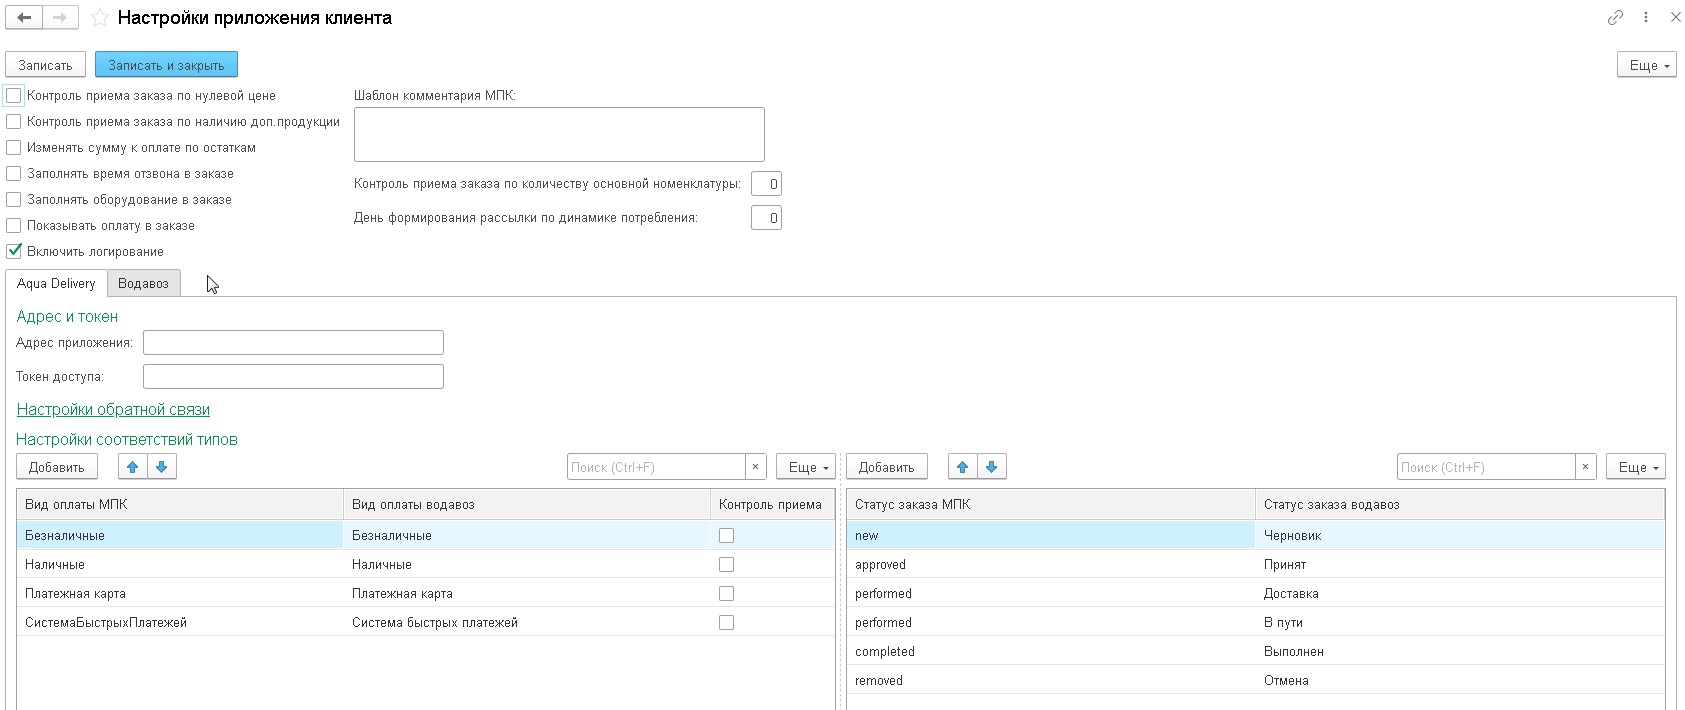 Настройки приложения клиента
Записать Записать и закрыть Еще
Контроль приема заказа по нулевой цене
Контроль приема заказа по наличию доп.продукции
Изменять сумму к оплате по остаткам
Заполнять время отзвона в заказе
Заполнять оборудование в заказе
Показывать оплату в заказе
Включить логирование
Шаблон комментария МПК:
Контроль приема заказа по количеству основной номенклатуры: 0
День формирования рассылки по динамике потребления: 0
Aqua Delivery Водавоз
Адрес и токен
Адрес приложения:
Токен доступа:
Настройки обратной связи
Настройки соответствий типов
Добавить Поиск (Ctrl+F) × Еще
Вид оплаты МПК Вид оплаты водавоз Контроль приема
Безналичные Безналичные
Наличные Наличные
Платежная карта Платежная карта
СистемаБыстрыхПлатежей Система быстрых платежей
Добавить Поиск (Ctrl+F) × Еще
Статус заказа МПК Статус заказа водавоз
new Черновик
approved Принят
performed Доставка
performed В пути
completed Выполнен
removed Отмена